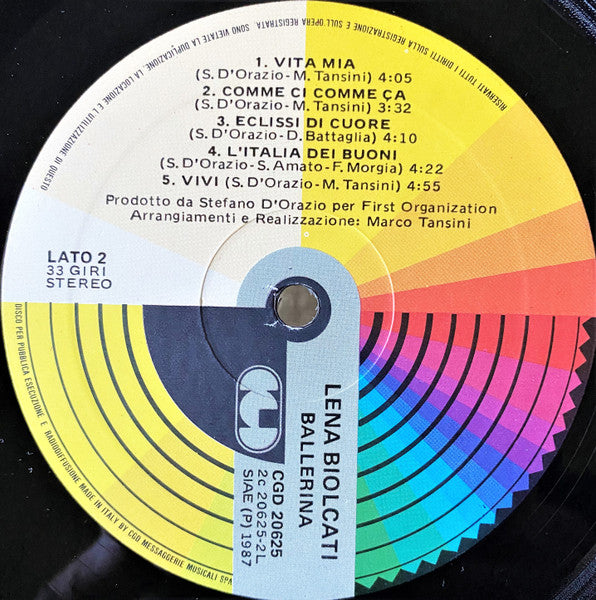 1. VITA MIA
(S. D'Orazio-M. Tansini) 4:05
2. COMME CI COMME ÇA
(S. D'Orazio-M. Tansini) 3:32
3. ECLISSI DI CUORE
(S. D'Orazio-D. Battaglia) 4:10
4. L'ITALIA DEI BUONI
(S. D'Orazio-S. Amato-F. Morgia) 4:22
5. VIVI (S. D'Orazio-M. Tansini) 4:55
Prodotto da Stefano D'Orazio per First Organization
Arrangiamenti e Realizzazione: Marco Tansini
LATO 2
33 GIRI
STEREO
LENA BIOLCATI
BALLERINA
CGD 20625
2c 20625-2L
SIAE (P) 1987
DISCO PER PUBBLICA ESECUZIONE E RADIODIFFUSIONE MADE IN ITALY BY CGD MESSAGGERIE MUSICALI SPA
RISERVATI TUTTI I DIRITTI SULLA REGISTRAZIONE E SULL'OPERA REGISTRATA. SONO VIETATE LA DUPLICAZIONE, LA LOCAZIONE E L'UTILIZZAZIONE DI QUESTO